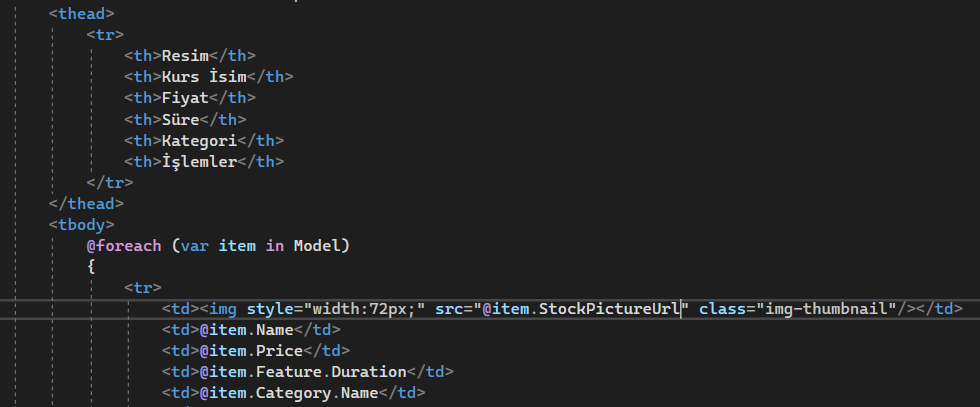 <thead>
<tr>
<th>Resim</th>
<th>Kurs İsim</th>
<th>Fiyat</th>
<th>Süre</th>
<th>Kategori</th>
<th>İşlemler</th>
</tr>
</thead>
<tbody>
@foreach (var item in Model)
{
<tr>
<td><img style="width:72px;" src="@item.StockPictureUrl" class="img-thumbnail"/></td>
<td>@item.Name</td>
<td>@item.Price</td>
<td>@item.Feature.Duration</td>
<td>@item.Category.Name</td>